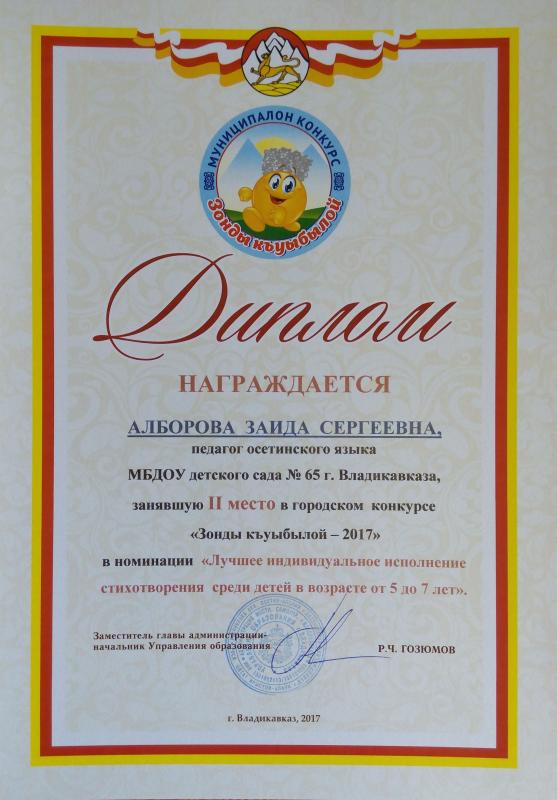 МУНИЦИПАЛОН КОНКУРС
Зонды къуыбылой
Диплом
НАГРАЖДАЕТСЯ
АЛБОРОВА ЗАИДА СЕРГЕЕВНА,
педагог осетинского языка
МБДОУ детского сада № 65 г. Владикавказа,
занявшую II место в городском конкурсе
«Зонды къуыбылой – 2017»
в номинации «Лучшее индивидуальное исполнение
стихотворения среди детей в возрасте от 5 до 7 лет».
Заместитель главы администрации-
начальник Управления образования
Р.Ч. ГОЗЮМОВ
г. Владикавказ, 2017